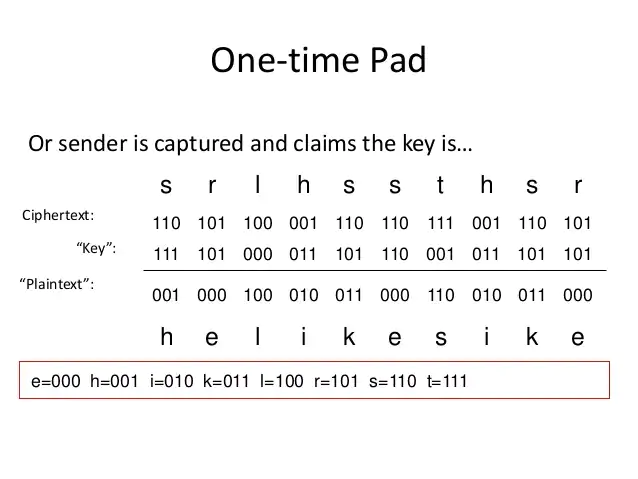 One-time Pad
Or sender is captured and claims the key is…
s r l h s s t h s r
Ciphertext: 110 101 100 001 110 110 111 001 110 101
“Key”: 111 101 000 011 101 110 001 011 101 101
“Plaintext”: 001 000 100 010 011 000 110 010 011 000
h e l i k e s i k e
e=000 h=001 i=010 k=011 l=100 r=101 s=110 t=111